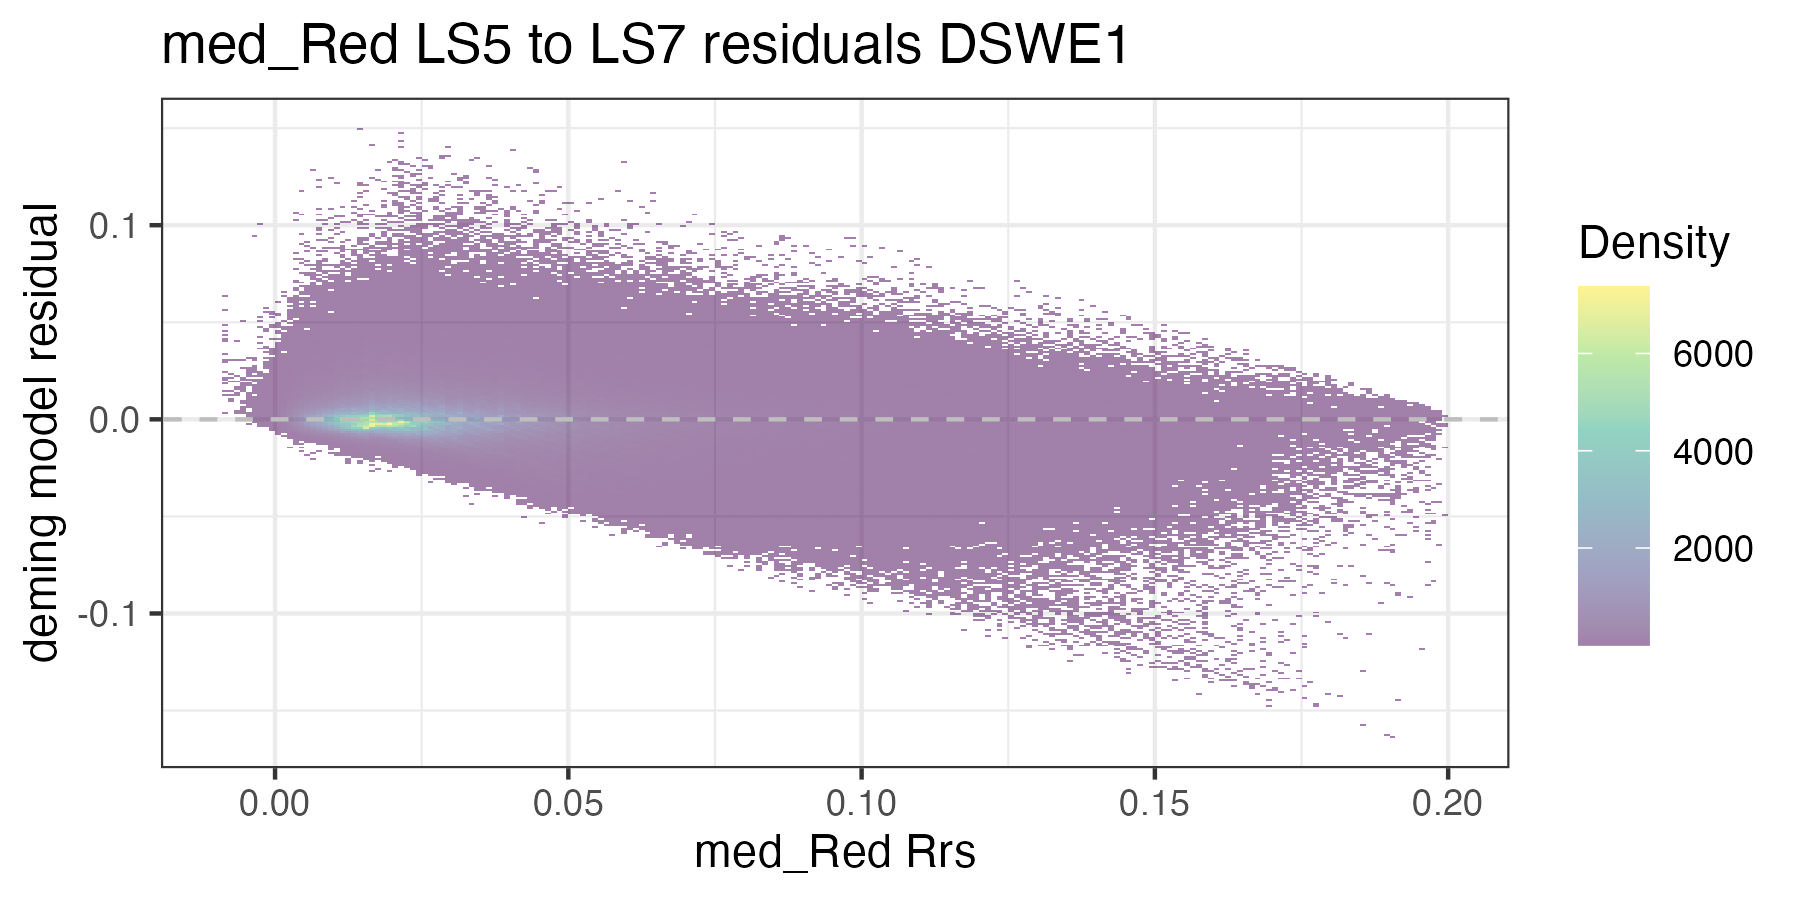 med_Red LS5 to LS7 residuals DSWE1
deming model residual
0.1
0.0
-0.1
0.00
0.05
0.10
0.15
0.20
med_Red Rrs
Density
6000
4000
2000